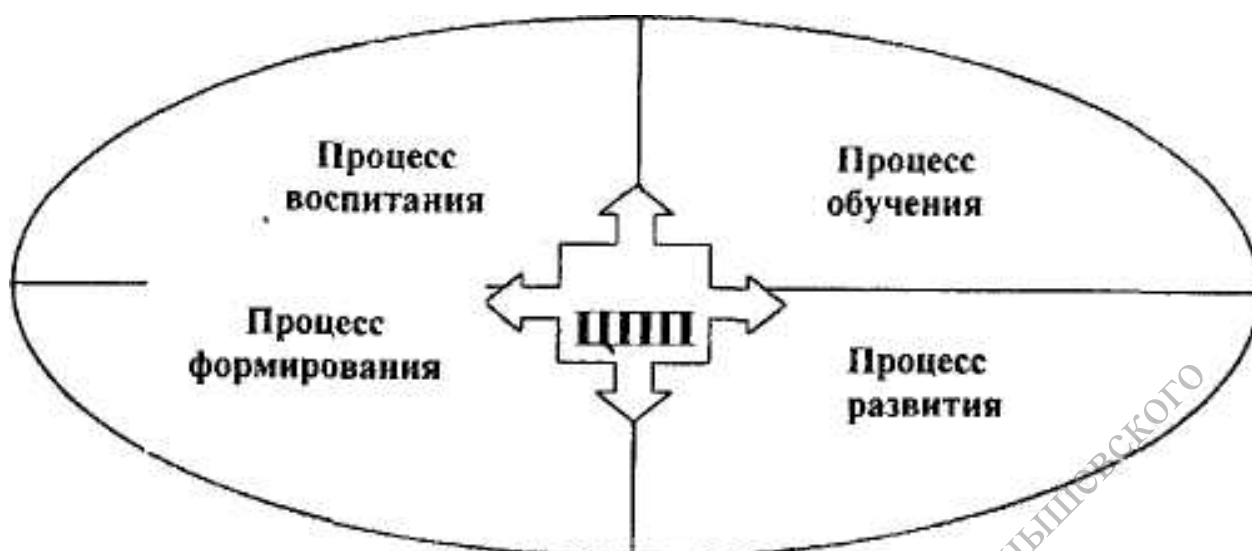 Процесс
воспитания
Процесс
обучения
ЦПП
Процесс
формирования
Процесс
развития